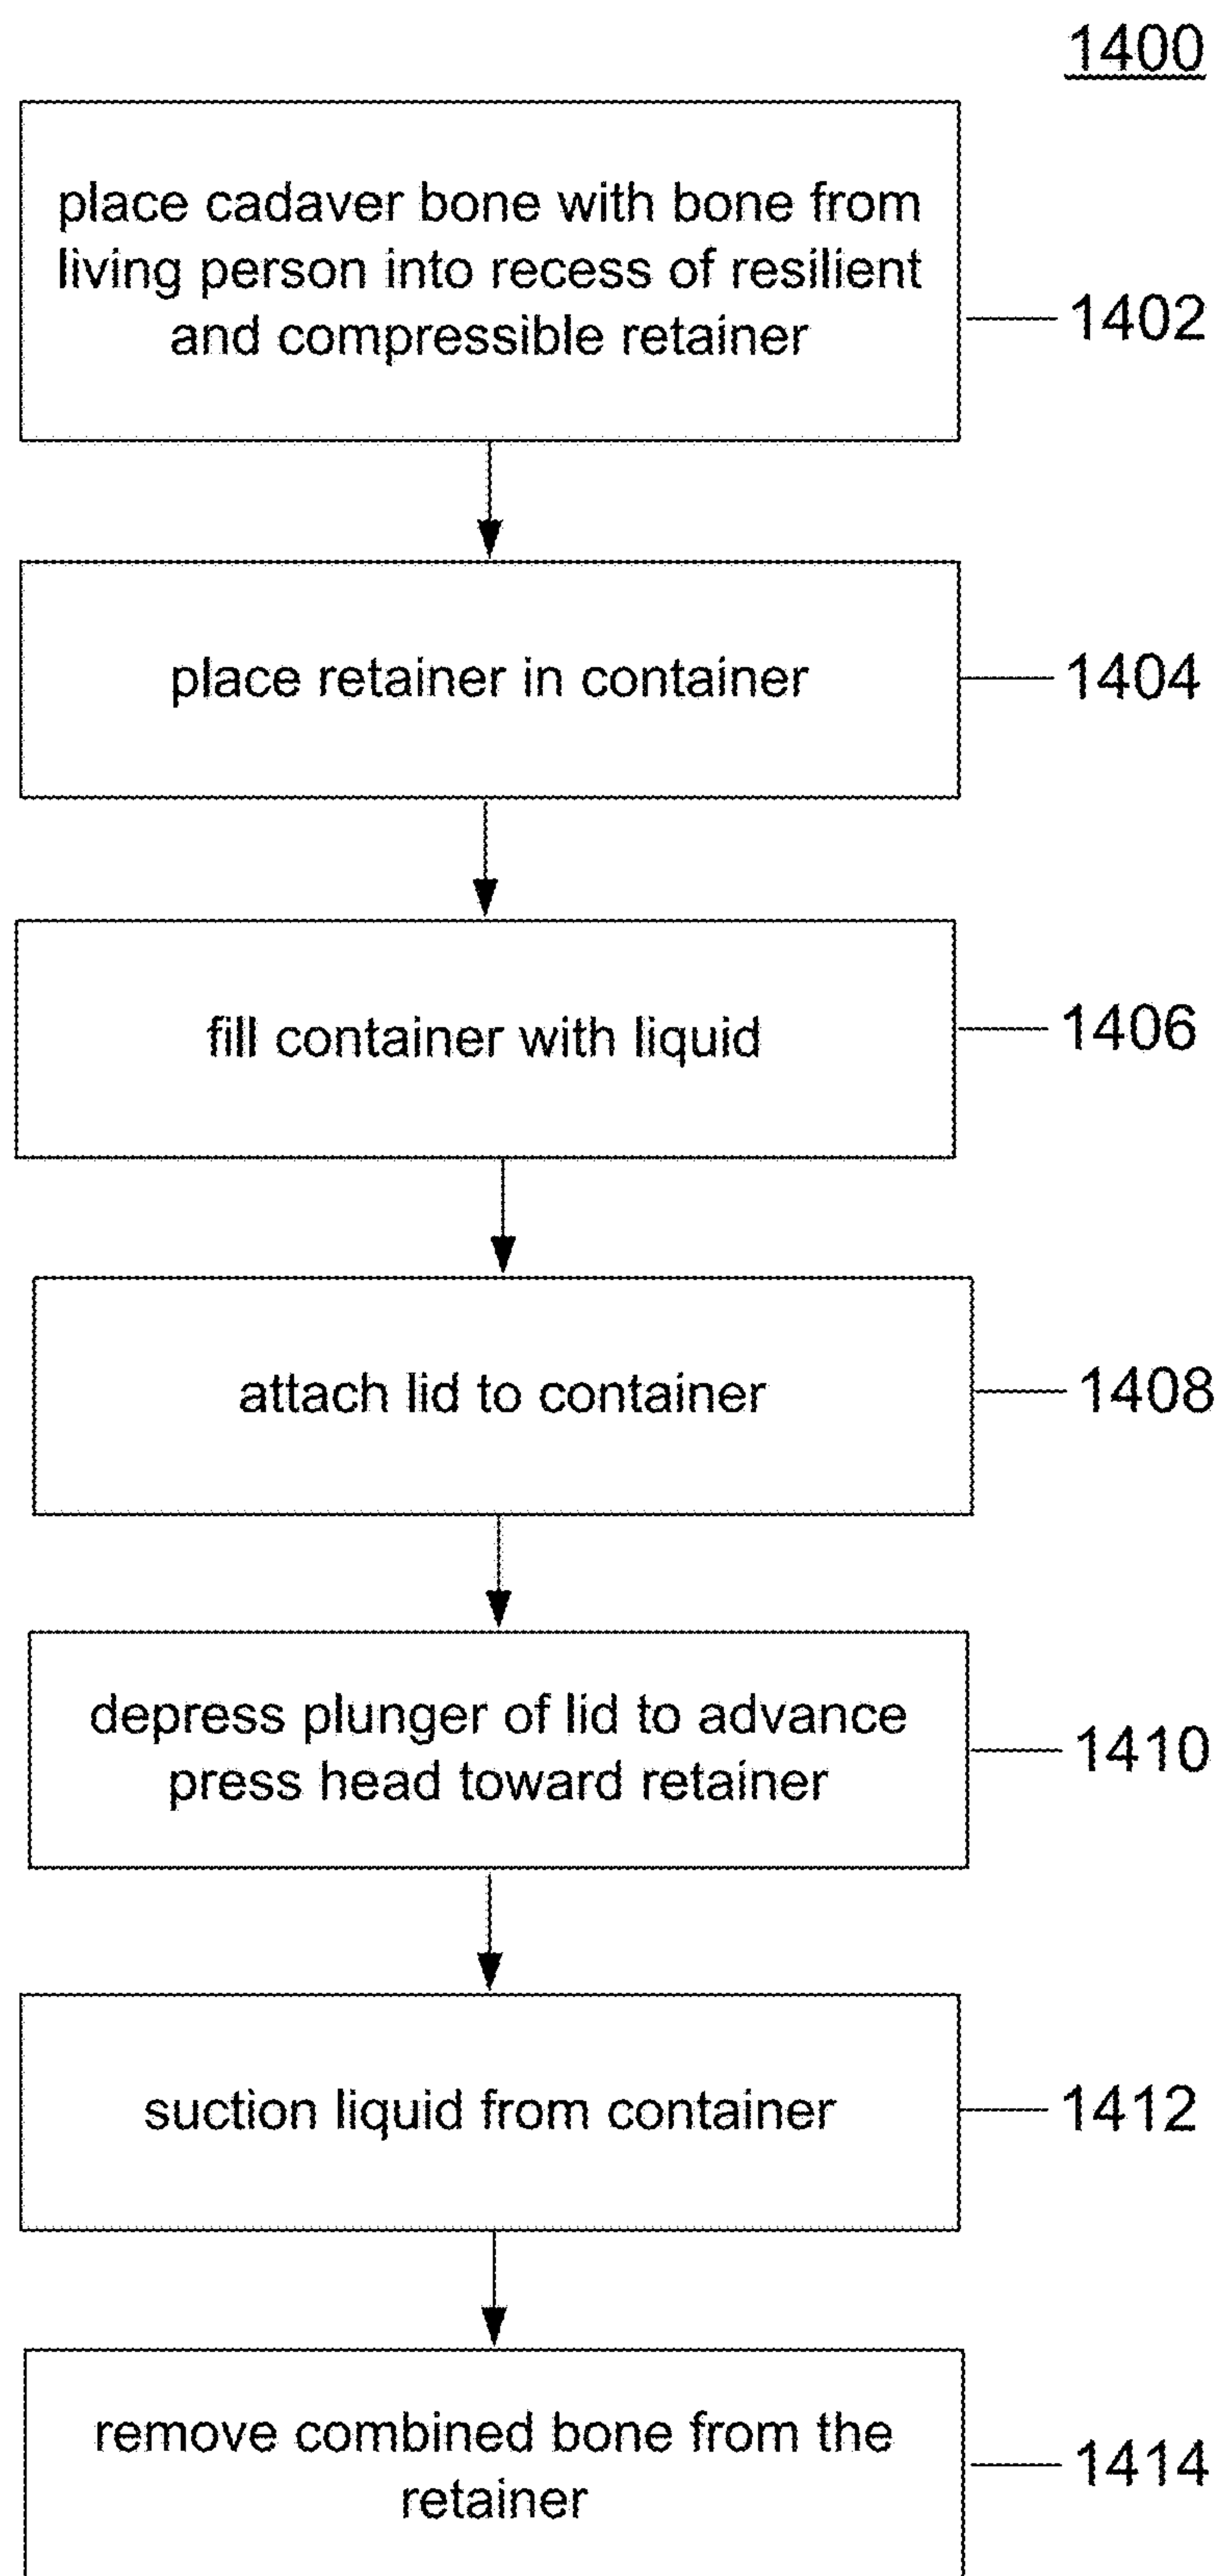 1400
place cadaver bone with bone from
living person into recess of resilient
and compressible retainer
1402
place retainer in container
1404
fill container with liquid
1406
attach lid to container
1408
depress plunger of lid to advance
press head toward retainer
1410
suction liquid from container
1412
remove combined bone from the
retainer
1414